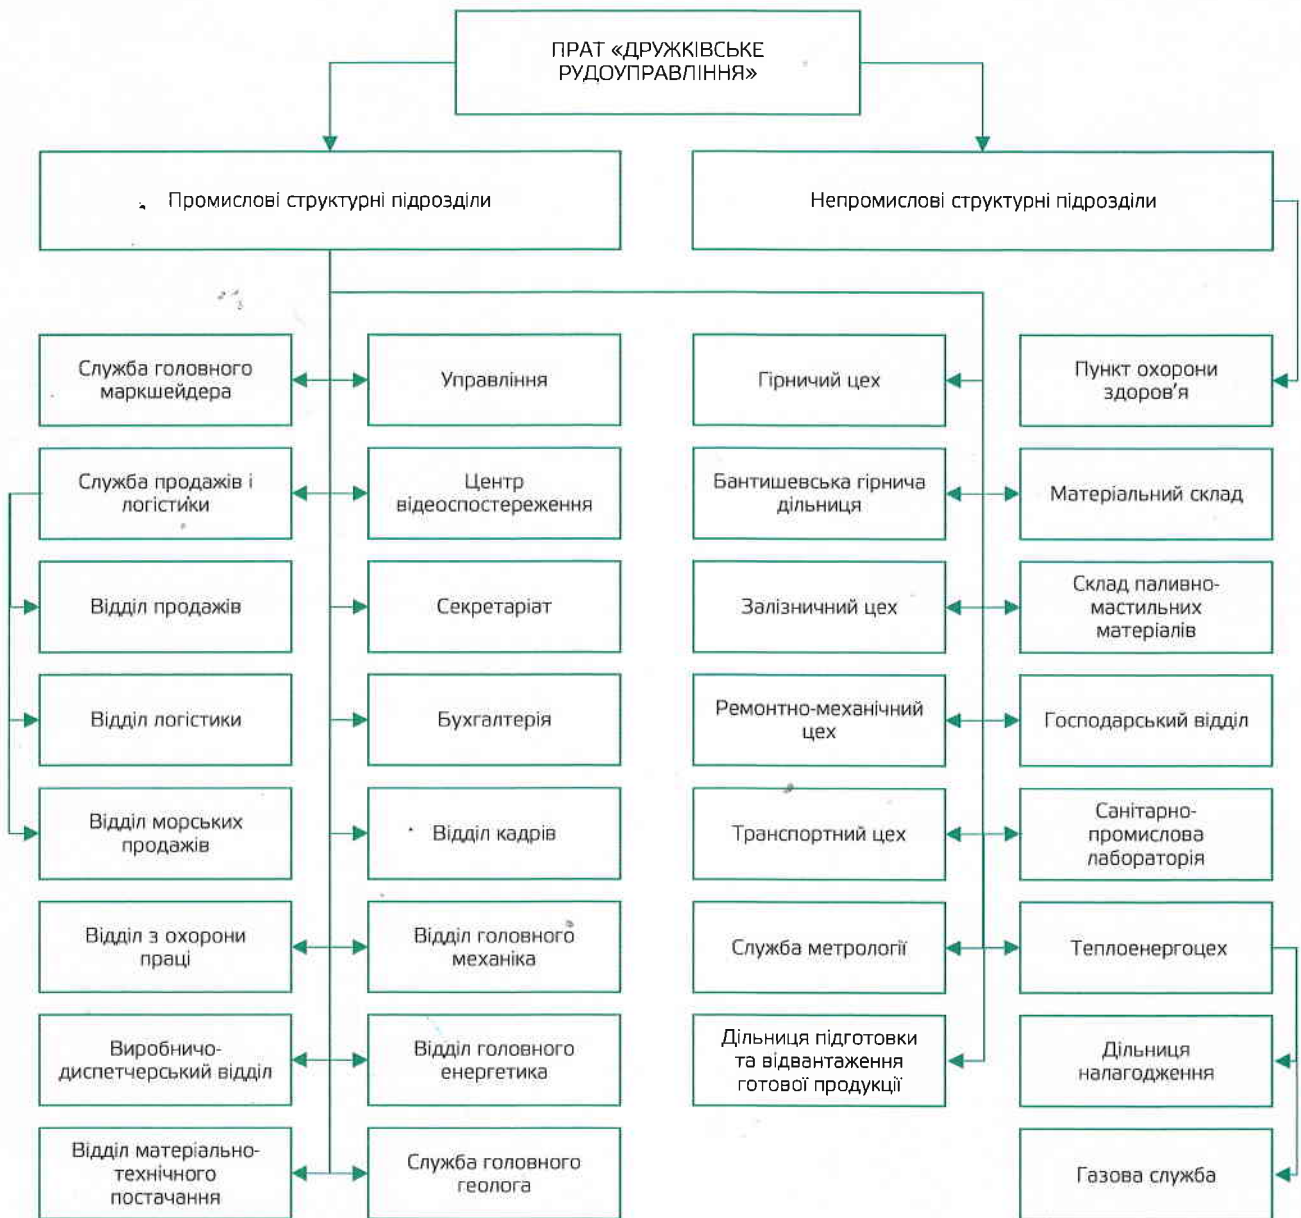 ПРАТ «ДРУЖКІВСЬКЕ
РУДОУПРАВЛІННЯ»
Промислові структурні підрозділи
Непромислові структурні підрозділи
Служба головного
маркшейдера
Управління
Гірничий цех
Пункт охорони
здоров’я
Служба продажів і
логістики
Центр
відеоспостереження
Бантишевська гірнича
дільниця
Матеріальний склад
Відділ продажів
Секретаріат
Залізничний цех
Склад паливно-
мастильних
матеріалів
Відділ логістики
Бухгалтерія
Ремонтно-механічний
цех
Господарський відділ
Відділ морських
продажів
Відділ кадрів
Транспортний цех
Санітарно-
промислова
лабораторія
Відділ з охорони
праці
Відділ головного
механіка
Служба метрології
Теплоенергоцех
Виробничо-
диспетчерський відділ
Відділ головного
енергетика
Дільниця підготовки
та відвантаження
готової продукції
Дільниця
налагодження
Відділ матеріально-
технічного
постачання
Служба головного
геолога
Газова служба